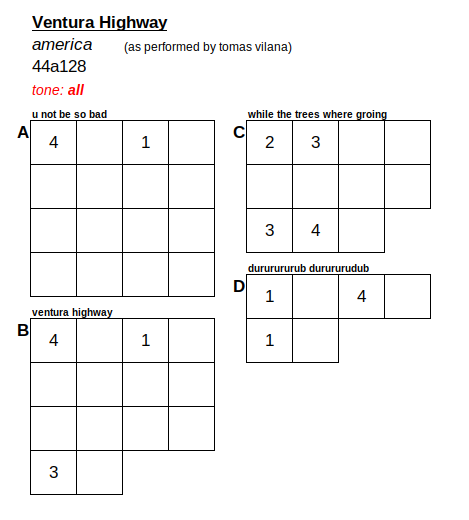 Ventura Highway
america (as performed by tomas vilana)
44a128
tone: all
u not be so bad
A 4 1
ventura highway
B 4 1
3
while the trees where groing
C 2 3
3 4
dururururub durururudub
D 1 4
1